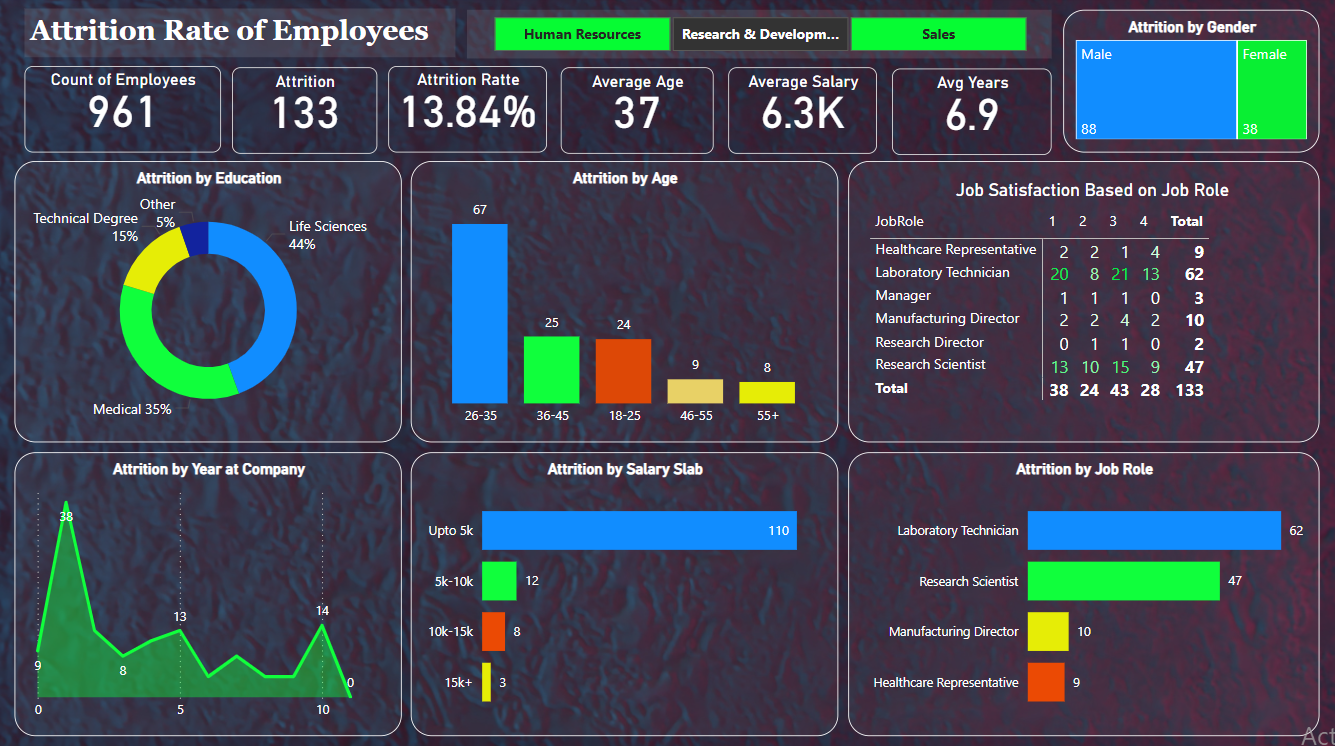 Attrition Rate of Employees
Human Resources
Research & Developm...
Sales
Count of Employees
961
Attrition
133
Attrition Ratte
13.84%
Average Age
37
Average Salary
6.3K
Avg Years
6.9
Attrition by Gender
Male
Female
88
38
Attrition by Education
Other
5%
Technical Degree
15%
Life Sciences
44%
Medical 35%
Attrition by Age
67
25
24
9
8
26-35
36-45
18-25
46-55
55+
Job Satisfaction Based on Job Role
JobRole 1 2 3 4 Total
Healthcare Representative 2 2 1 4 9
Laboratory Technician 20 8 21 13 62
Manager 1 1 1 0 3
Manufacturing Director 2 2 4 2 10
Research Director 0 1 1 0 2
Research Scientist 13 10 15 9 47
Total 38 24 43 28 133
Attrition by Year at Company
38
9
8
13
14
0
0
5
10
Attrition by Salary Slab
Upto 5k 110
5k-10k 12
10k-15k 8
15k+ 3
Attrition by Job Role
Laboratory Technician 62
Research Scientist 47
Manufacturing Director 10
Healthcare Representative 9
Act